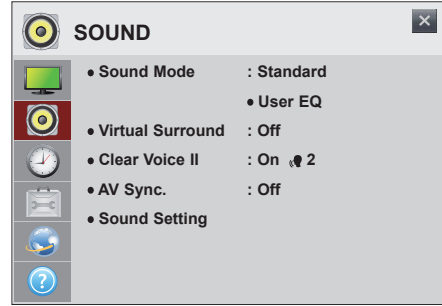 SOUND
● Sound Mode : Standard
● User EQ
● Virtual Surround : Off
● Clear Voice II : On 2
● AV Sync. : Off
● Sound Setting
?